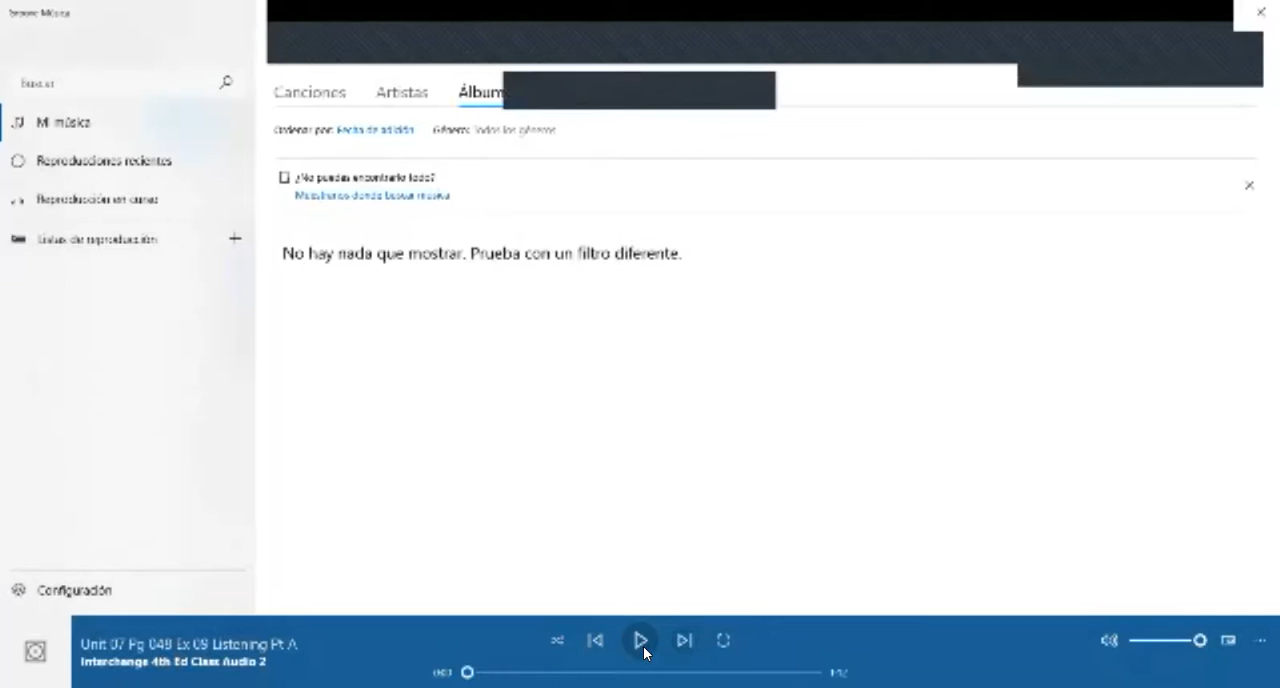 Groove Música
Buscar
Mi música
Reproducciones recientes
Reproducción en curso
Listas de reproducción
Configuración
Canciones Artistas Álbum
Ordenar por: Fecha de adición Género: Todos los géneros
¿No puedes encontrarlo todo?
Muéstranos dónde buscar música
No hay nada que mostrar. Prueba con un filtro diferente.
Unit 07 Pg 048 Ex 09 Listening Pt A
Interchange 4th Ed Class Audio 2
0:00